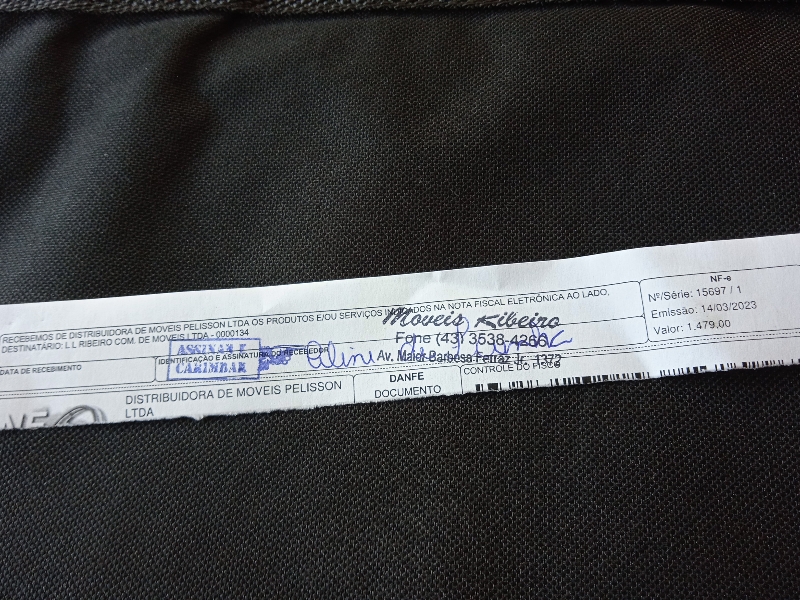 RECEBEMOS DE DISTRIBUIDORA DE MOVEIS PELISSON LTDA OS PRODUTOS E/OU SERVIÇOS INDICADOS NA NOTA FISCAL ELETRÔNICA AO LADO,
DESTINATÁRIO: L L RIBEIRO COM. DE MOVEIS LTDA - 0000134
NF-e
Nº/Série: 15697 / 1
Emissão: 14/03/2023
Valor: 1.479,00
Moveis Ribeiro
Fone (43) 3538-4266
Av. Maior Barbosa Ferraz Jr. 1372
DATA DE RECEBIMENTO
IDENTIFICAÇÃO E ASSINATURA DO RECEBEDOR
ASSINAR E
CARIMBAR
Aline
DISTRIBUIDORA DE MOVEIS PELISSON
LTDA
DANFE
DOCUMENTO
CONTROLE DO FISCO